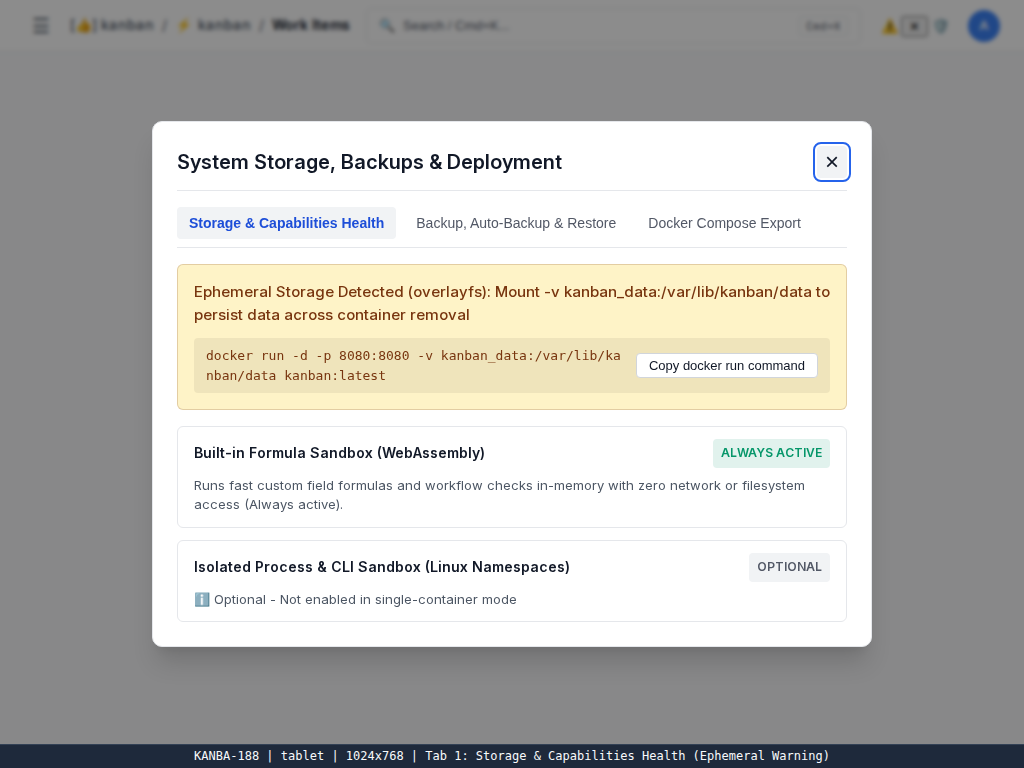 [👍] kanban / ⚡ kanban / Work Items
Search / Cmd+K...
Cmd+K
A
System Storage, Backups & Deployment
Storage & Capabilities Health
Backup, Auto-Backup & Restore
Docker Compose Export
Ephemeral Storage Detected (overlayfs): Mount -v kanban_data:/var/lib/kanban/data to
persist data across container removal
docker run -d -p 8080:8080 -v kanban_data:/var/lib/ka
nban/data kanban:latest
Copy docker run command
Built-in Formula Sandbox (WebAssembly)
ALWAYS ACTIVE
Runs fast custom field formulas and workflow checks in-memory with zero network or filesystem
access (Always active).
Isolated Process & CLI Sandbox (Linux Namespaces)
OPTIONAL
ℹ️ Optional - Not enabled in single-container mode
KANBA-188 | tablet | 1024x768 | Tab 1: Storage & Capabilities Health (Ephemeral Warning)